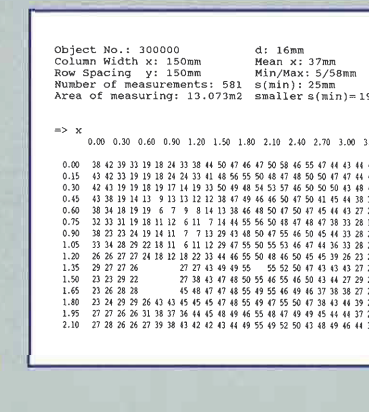 Object No.: 300000 d: 16mm
Column Width x: 150mm Mean x: 37mm
Row Spacing y: 150mm Min/Max: 5/58mm
Number of measurements: 581 s(min): 25mm
Area of measuring: 13.073m2 smaller s(min)=19
=> x
0.00 0.30 0.60 0.90 1.20 1.50 1.80 2.10 2.40 2.70 3.00 3
0.00 38 42 39 33 19 18 24 33 38 44 50 47 46 47 50 58 46 55 47 44 43 44
0.15 43 42 33 19 19 18 24 24 33 41 48 56 55 50 48 47 48 50 50 47 47 44
0.30 42 43 19 19 18 19 17 14 19 33 50 49 48 54 53 57 46 50 50 50 43 48
0.45 43 38 19 14 13 9 13 13 12 12 38 47 49 46 46 50 47 50 41 45 44 38
0.60 38 34 18 19 19 6 7 9 8 14 13 38 46 48 50 47 50 47 45 44 43 27
0.75 32 33 31 19 18 11 12 6 11 7 14 44 55 56 50 48 47 48 47 38 33 28
0.90 38 23 23 24 19 14 11 7 7 13 29 43 48 50 47 55 46 50 45 44 33 28
1.05 33 34 28 29 22 18 11 6 11 12 29 47 55 50 55 53 46 47 44 36 33 28
1.20 26 26 27 27 24 18 12 18 22 33 44 46 55 50 48 46 50 45 45 39 26 23
1.35 29 27 27 26 27 27 43 49 49 55 55 52 50 47 43 43 43 27
1.50 23 23 29 22 27 38 43 47 48 50 55 46 55 46 50 43 44 27 29
1.65 23 26 28 28 45 48 47 47 48 55 49 55 46 49 46 37 38 38 27
1.80 23 24 29 29 26 43 43 45 45 45 47 48 55 49 47 55 50 47 38 43 44 39
1.95 27 27 26 26 31 38 37 36 44 45 48 49 46 55 48 47 49 49 45 44 44 37
2.10 27 28 26 26 27 39 38 43 42 42 43 44 49 55 49 52 50 43 48 49 46 44